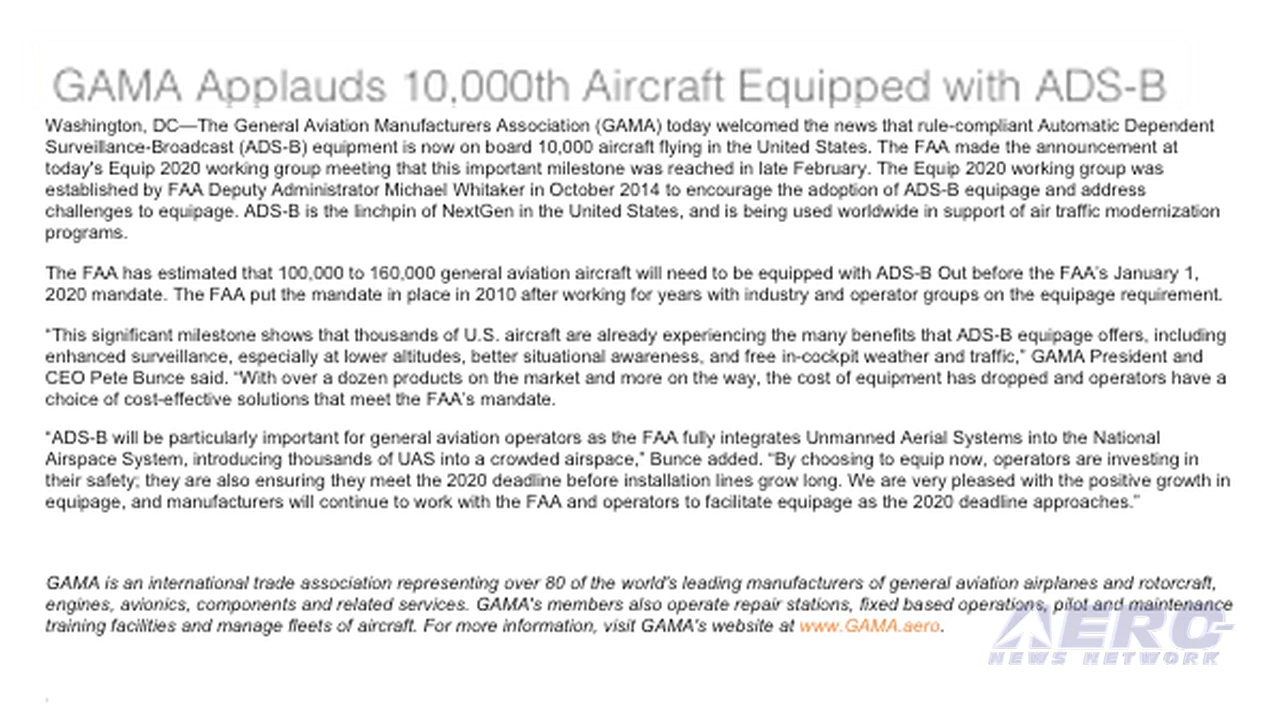 GAMA Applauds 10,000th Aircraft Equipped with ADS-B
Washington, DC—The General Aviation Manufacturers Association (GAMA) today welcomed the news that rule-compliant Automatic Dependent
Surveillance-Broadcast (ADS-B) equipment is now on board 10,000 aircraft flying in the United States. The FAA made the announcement at
today's Equip 2020 working group meeting that this important milestone was reached in late February. The Equip 2020 working group was
established by FAA Deputy Administrator Michael Whitaker in October 2014 to encourage the adoption of ADS-B equipage and address
challenges to equipage. ADS-B is the linchpin of NextGen in the United States, and is being used worldwide in support of air traffic modernization
programs.
The FAA has estimated that 100,000 to 160,000 general aviation aircraft will need to be equipped with ADS-B Out before the FAA's January 1,
2020 mandate. The FAA put the mandate in place in 2010 after working for years with industry and operator groups on the equipage requirement.
“This significant milestone shows that thousands of U.S. aircraft are already experiencing the many benefits that ADS-B equipage offers, including
enhanced surveillance, especially at lower altitudes, better situational awareness, and free in-cockpit weather and traffic,” GAMA President and
CEO Pete Bunce said. “With over a dozen products on the market and more on the way, the cost of equipment has dropped and operators have a
choice of cost-effective solutions that meet the FAA's mandate.
“ADS-B will be particularly important for general aviation operators as the FAA fully integrates Unmanned Aerial Systems into the National
Airspace System, introducing thousands of UAS into a crowded airspace,” Bunce added. “By choosing to equip now, operators are investing in
their safety; they are also ensuring they meet the 2020 deadline before installation lines grow long. We are very pleased with the positive growth in
equipage, and manufacturers will continue to work with the FAA and operators to facilitate equipage as the 2020 deadline approaches.”
GAMA is an international trade association representing over 80 of the world's leading manufacturers of general aviation airplanes and rotorcraft,
engines, avionics, components and related services. GAMA's members also operate repair stations, fixed based operations, pilot and maintenance
training facilities and manage fleets of aircraft. For more information, visit GAMA's website at www.GAMA.aero.
AERO-
NEWS NETWORK